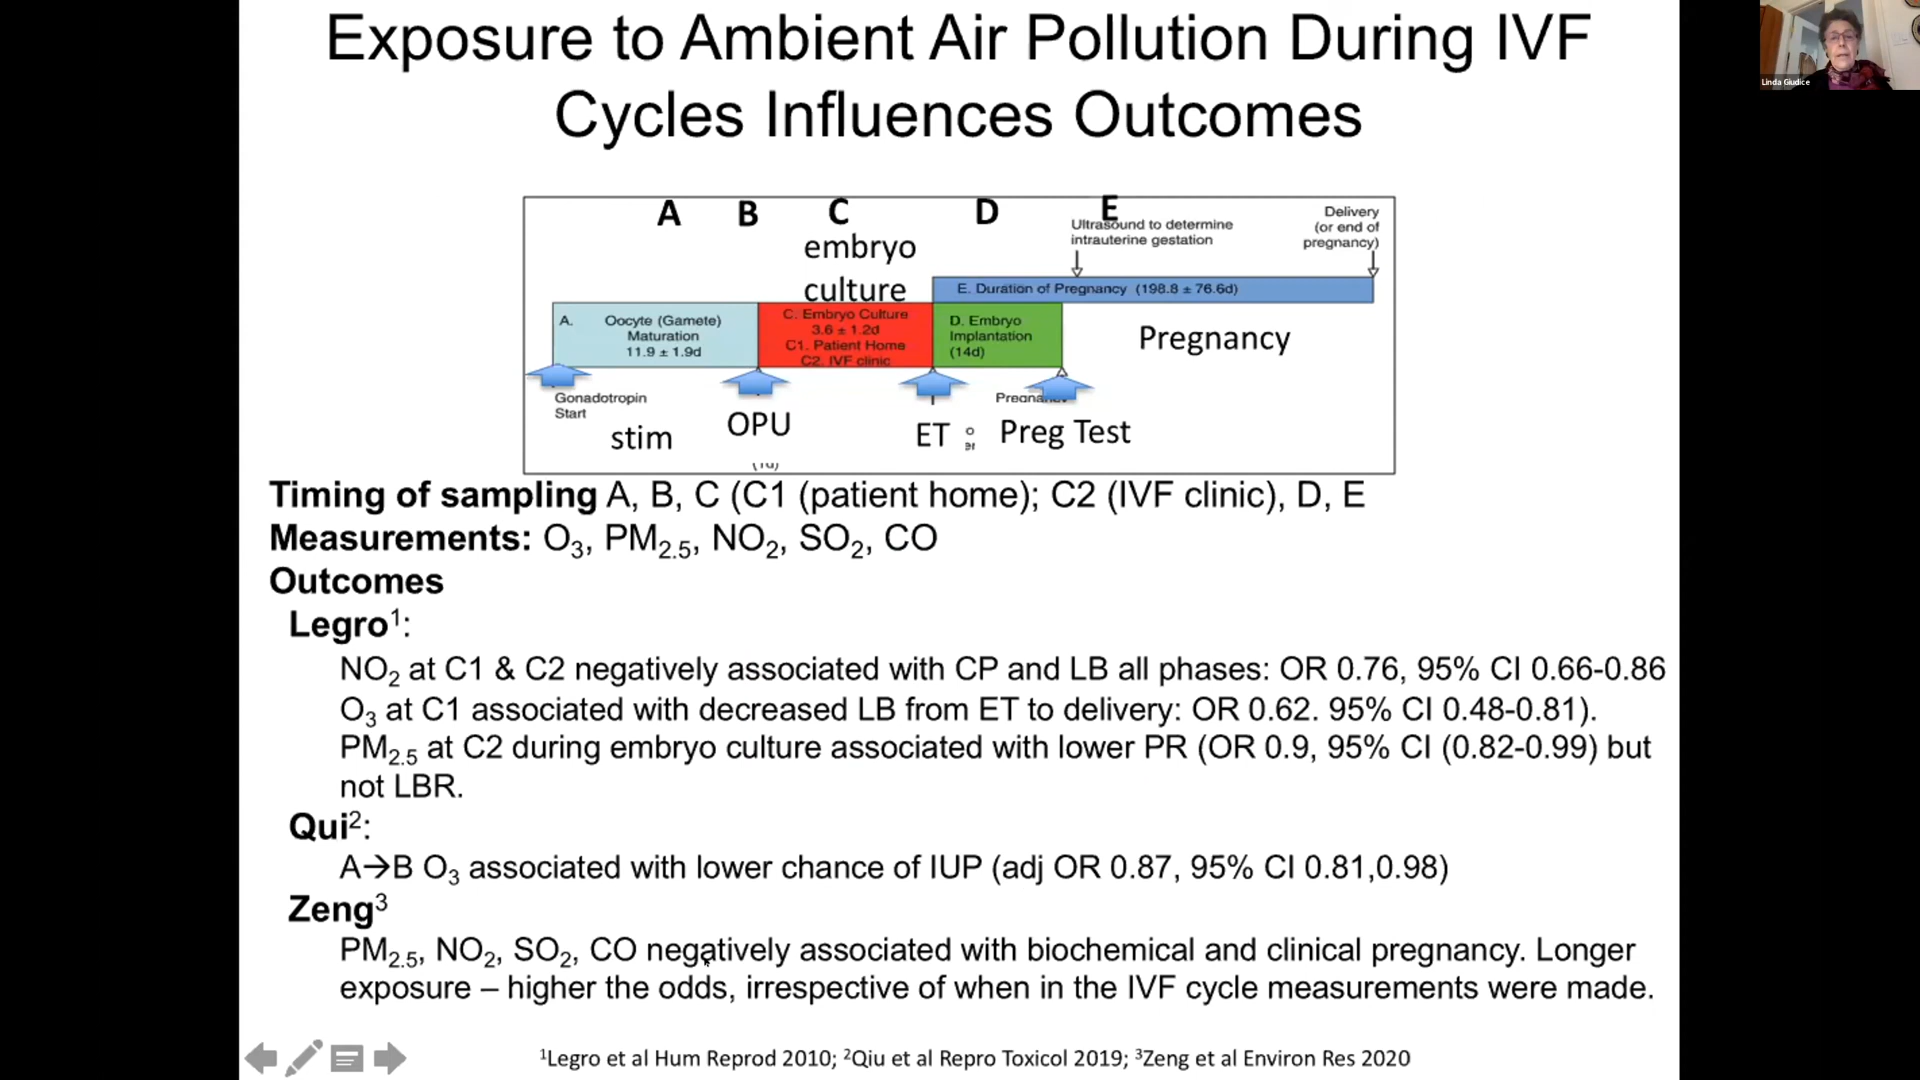 Exposure to Ambient Air Pollution During IVF
Cycles Influences Outcomes
Linda Giudice
A B C D E
embryo
culture
Ultrasound to determine
intrauterine gestation
Delivery
(or end of
pregnancy)
E. Duration of Pregnancy (198.8 ± 76.6d)
A. Oocyte (Gamete)
Maturation
11.9 ± 1.9d
C. Embryo Culture
3.6 ± 1.2d
C1. Patient Home
C2. IVF clinic
D. Embryo
Implantation
(14d)
Pregnancy
Gonadotropin
Start
stim
OPU
ET
Preg Test
Timing of sampling A, B, C (C1 (patient home); C2 (IVF clinic), D, E
Measurements: O₃, PM₂.₅, NO₂, SO₂, CO
Outcomes
Legro¹:
NO₂ at C1 & C2 negatively associated with CP and LB all phases: OR 0.76, 95% CI 0.66-0.86
O₃ at C1 associated with decreased LB from ET to delivery: OR 0.62. 95% CI 0.48-0.81).
PM₂.₅ at C2 during embryo culture associated with lower PR (OR 0.9, 95% CI (0.82-0.99) but
not LBR.
Qui²:
A→B O₃ associated with lower chance of IUP (adj OR 0.87, 95% CI 0.81,0.98)
Zeng³
PM₂.₅, NO₂, SO₂, CO negatively associated with biochemical and clinical pregnancy. Longer
exposure – higher the odds, irrespective of when in the IVF cycle measurements were made.
¹Legro et al Hum Reprod 2010; ²Qiu et al Repro Toxicol 2019; ³Zeng et al Environ Res 2020